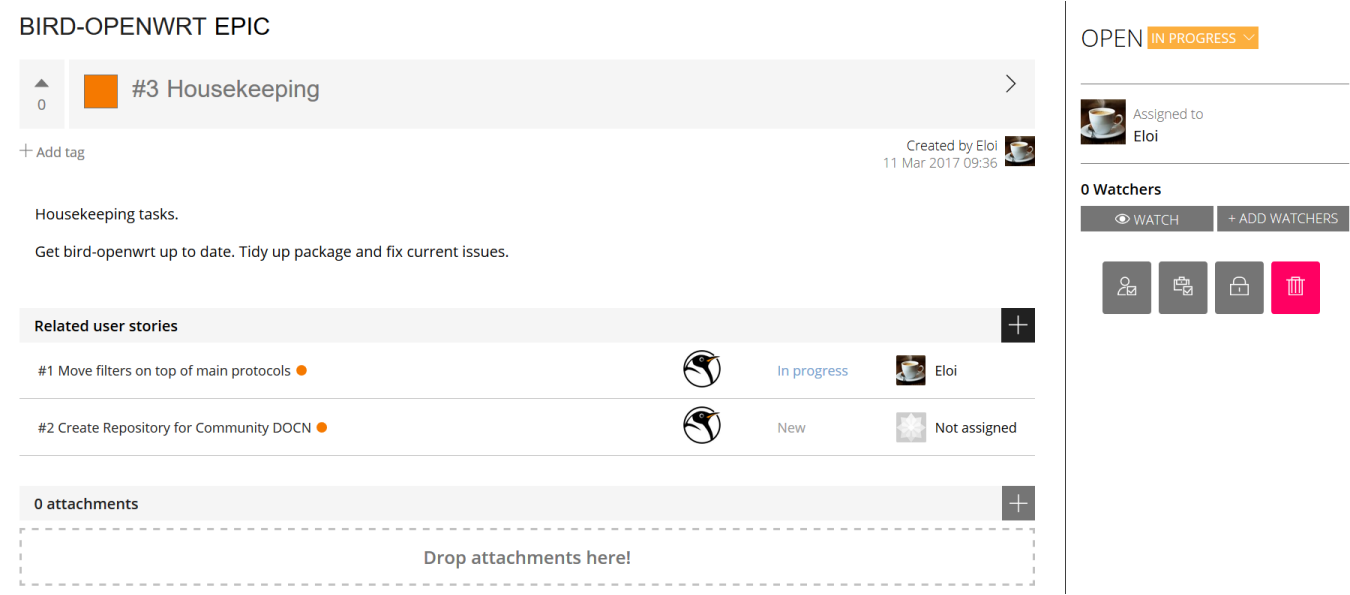 BIRD-OPENWRT EPIC
0
#3 Housekeeping
Add tag
Created by Eloi
11 Mar 2017 09:36
Housekeeping tasks.
Get bird-openwrt up to date. Tidy up package and fix current issues.
Related user stories
#1 Move filters on top of main protocols
In progress
Eloi
#2 Create Repository for Community DOCN
New
Not assigned
0 attachments
Drop attachments here!
OPEN IN PROGRESS
Assigned to
Eloi
0 Watchers
WATCH
+ ADD WATCHERS